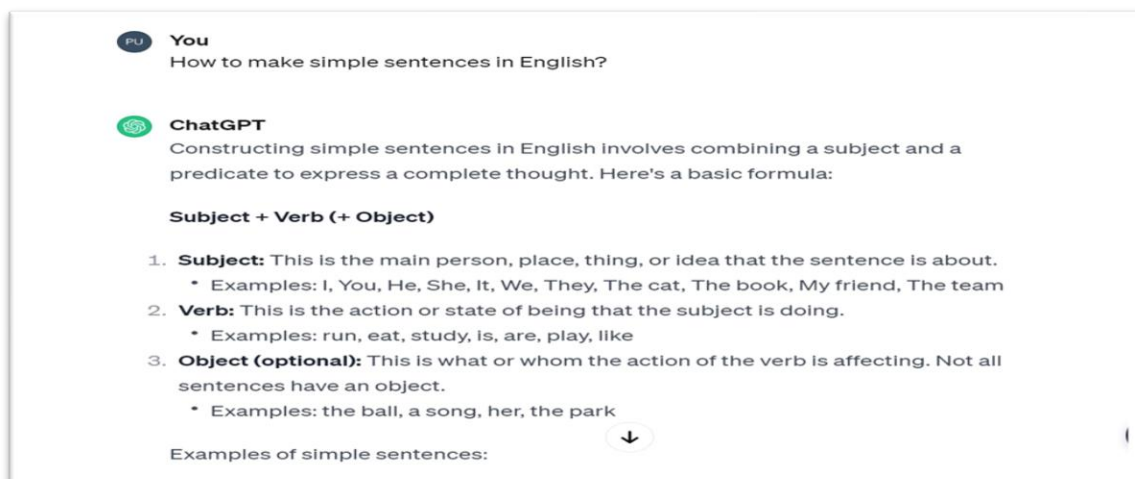 PU You
How to make simple sentences in English?
ChatGPT
Constructing simple sentences in English involves combining a subject and a
predicate to express a complete thought. Here's a basic formula:
Subject + Verb (+ Object)
1. Subject: This is the main person, place, thing, or idea that the sentence is about.
• Examples: I, You, He, She, It, We, They, The cat, The book, My friend, The team
2. Verb: This is the action or state of being that the subject is doing.
• Examples: run, eat, study, is, are, play, like
3. Object (optional): This is what or whom the action of the verb is affecting. Not all
sentences have an object.
• Examples: the ball, a song, her, the park
Examples of simple sentences: